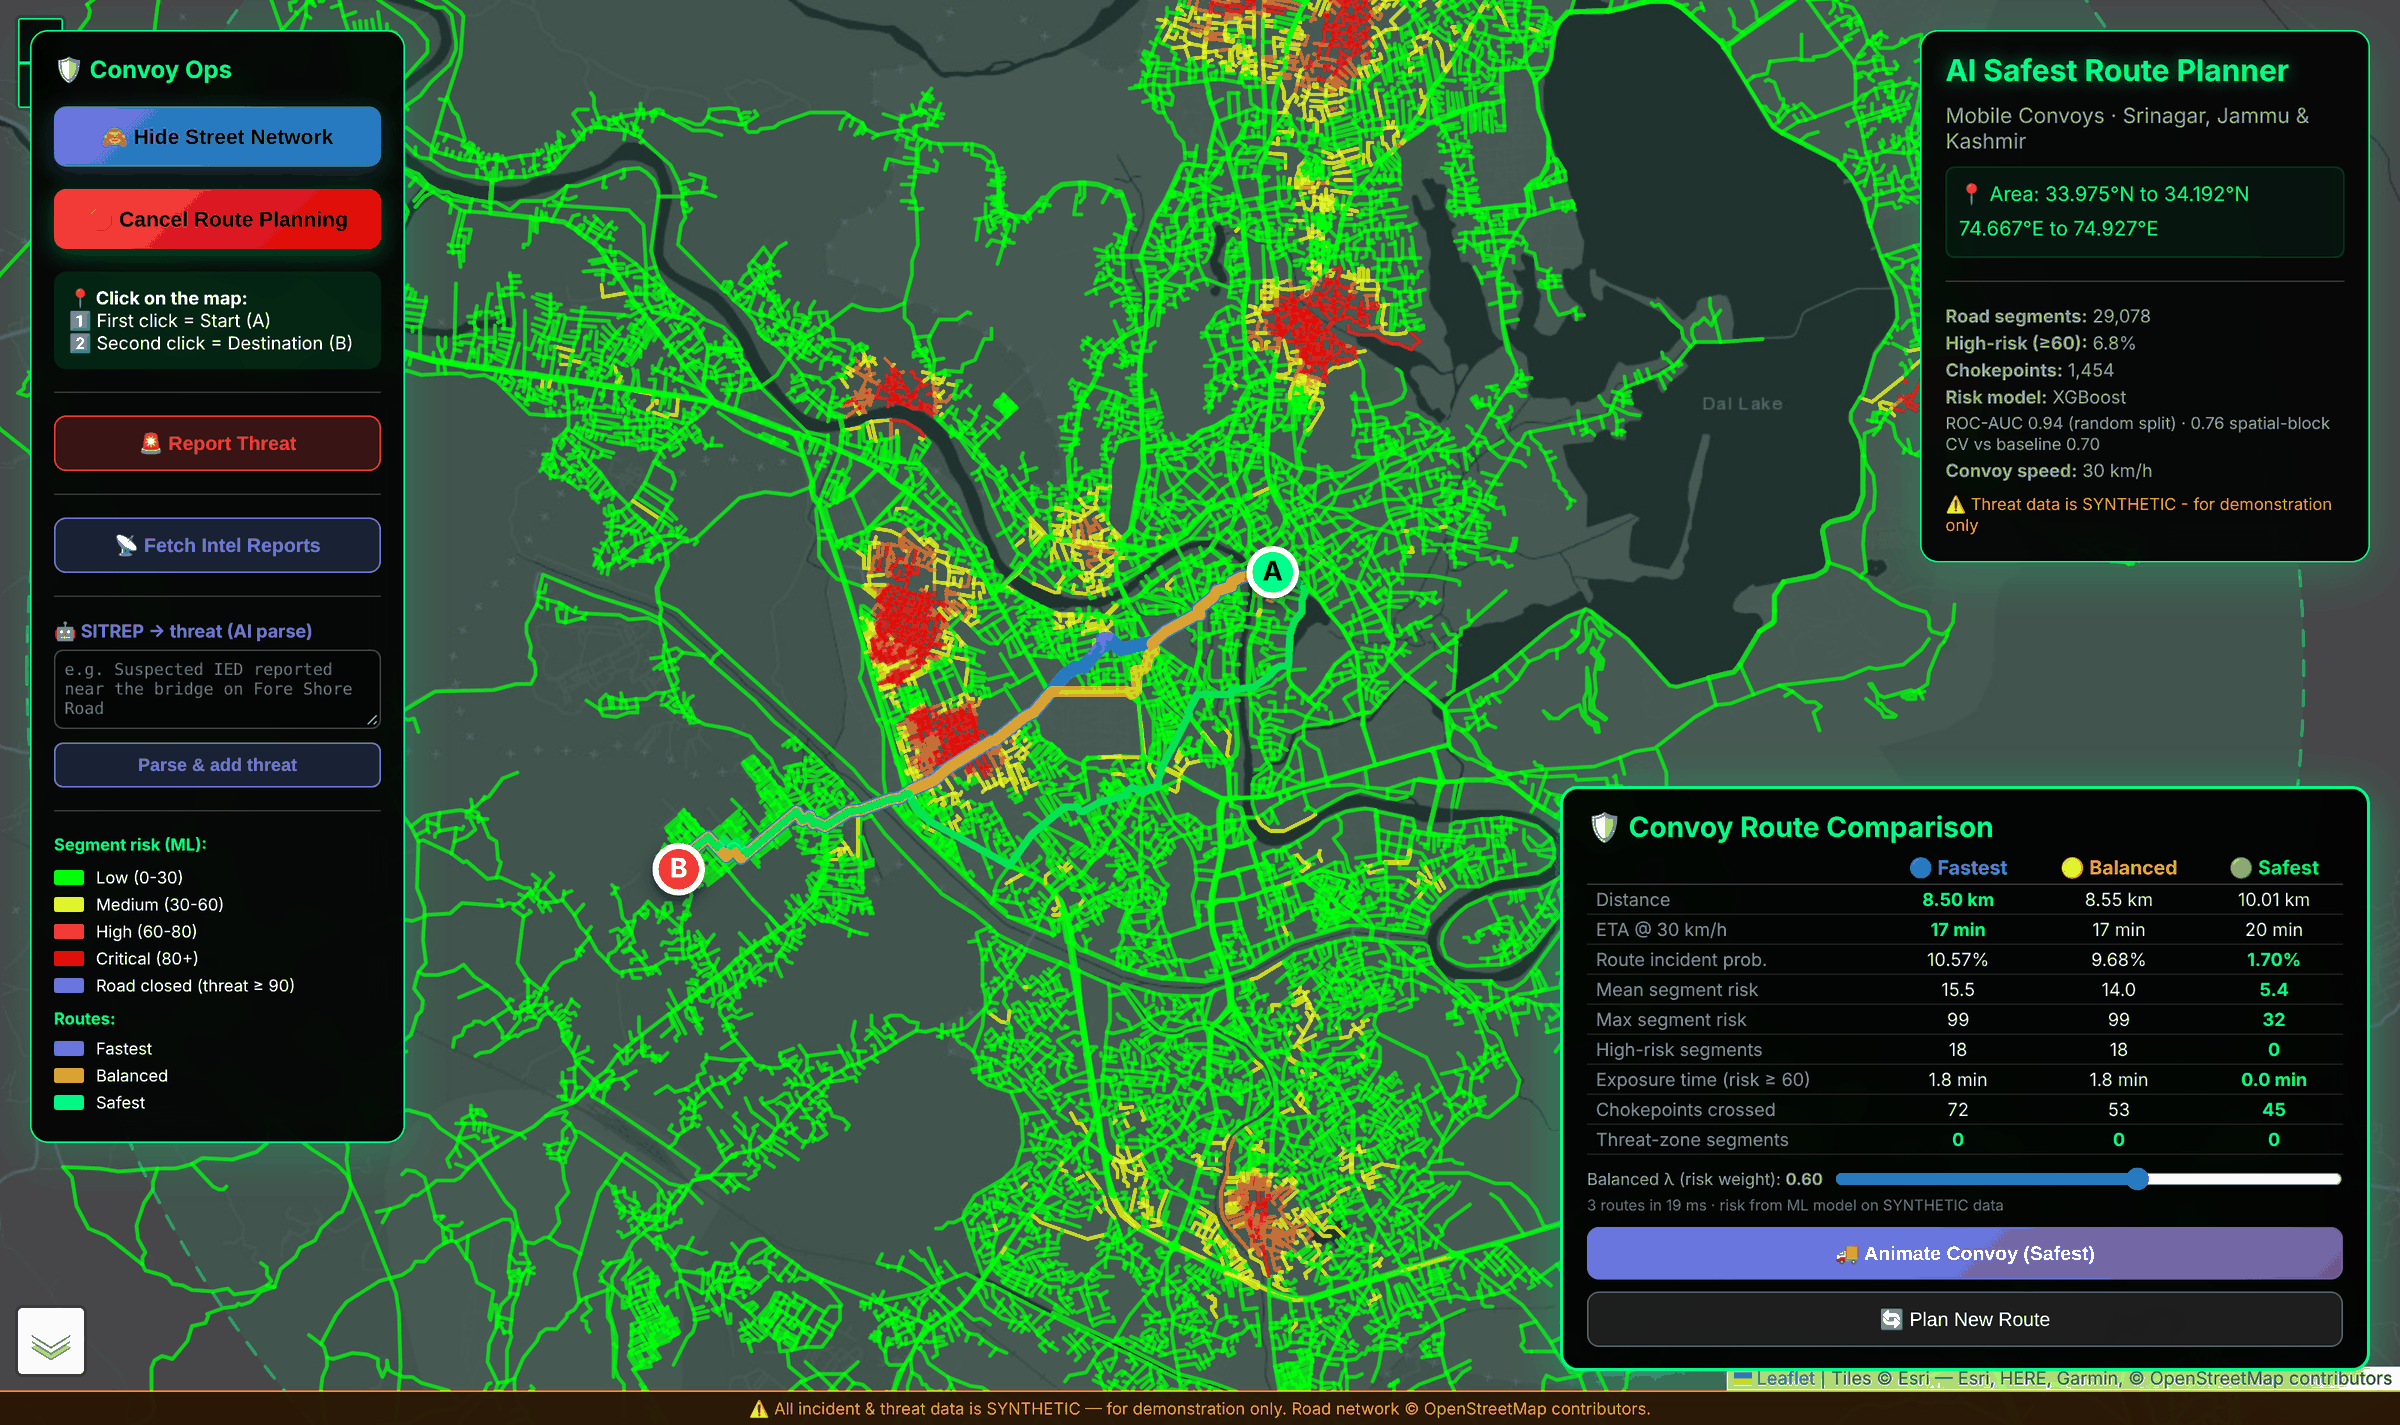 Convoy Ops
Hide Street Network
Cancel Route Planning
Click on the map:
1 First click = Start (A)
2 Second click = Destination (B)
Report Threat
Fetch Intel Reports
SITREP → threat (AI parse)
e.g. Suspected IED reported
near the bridge on Fore Shore
Road
Parse & add threat
Segment risk (ML):
Low (0-30)
Medium (30-60)
High (60-80)
Critical (80+)
Road closed (threat ≥ 90)
Routes:
Fastest
Balanced
Safest
A
B
Dal Lake
AI Safest Route Planner
Mobile Convoys · Srinagar, Jammu &
Kashmir
Area: 33.975°N to 34.192°N
74.667°E to 74.927°E
Road segments: 29,078
High-risk (≥60): 6.8%
Chokepoints: 1,454
Risk model: XGBoost
ROC-AUC 0.94 (random split) · 0.76 spatial-block
CV vs baseline 0.70
Convoy speed: 30 km/h
⚠️ Threat data is SYNTHETIC - for demonstration
only
Convoy Route Comparison
Fastest Balanced Safest
Distance 8.50 km 8.55 km 10.01 km
ETA @ 30 km/h 17 min 17 min 20 min
Route incident prob. 10.57% 9.68% 1.70%
Mean segment risk 15.5 14.0 5.4
Max segment risk 99 99 32
High-risk segments 18 18 0
Exposure time (risk ≥ 60) 1.8 min 1.8 min 0.0 min
Chokepoints crossed 72 53 45
Threat-zone segments 0 0 0
Balanced λ (risk weight): 0.60
3 routes in 19 ms · risk from ML model on SYNTHETIC data
Animate Convoy (Safest)
Plan New Route
Leaflet | Tiles © Esri — Esri, HERE, Garmin, © OpenStreetMap contributors
⚠️ All incident & threat data is SYNTHETIC — for demonstration only. Road network © OpenStreetMap contributors.